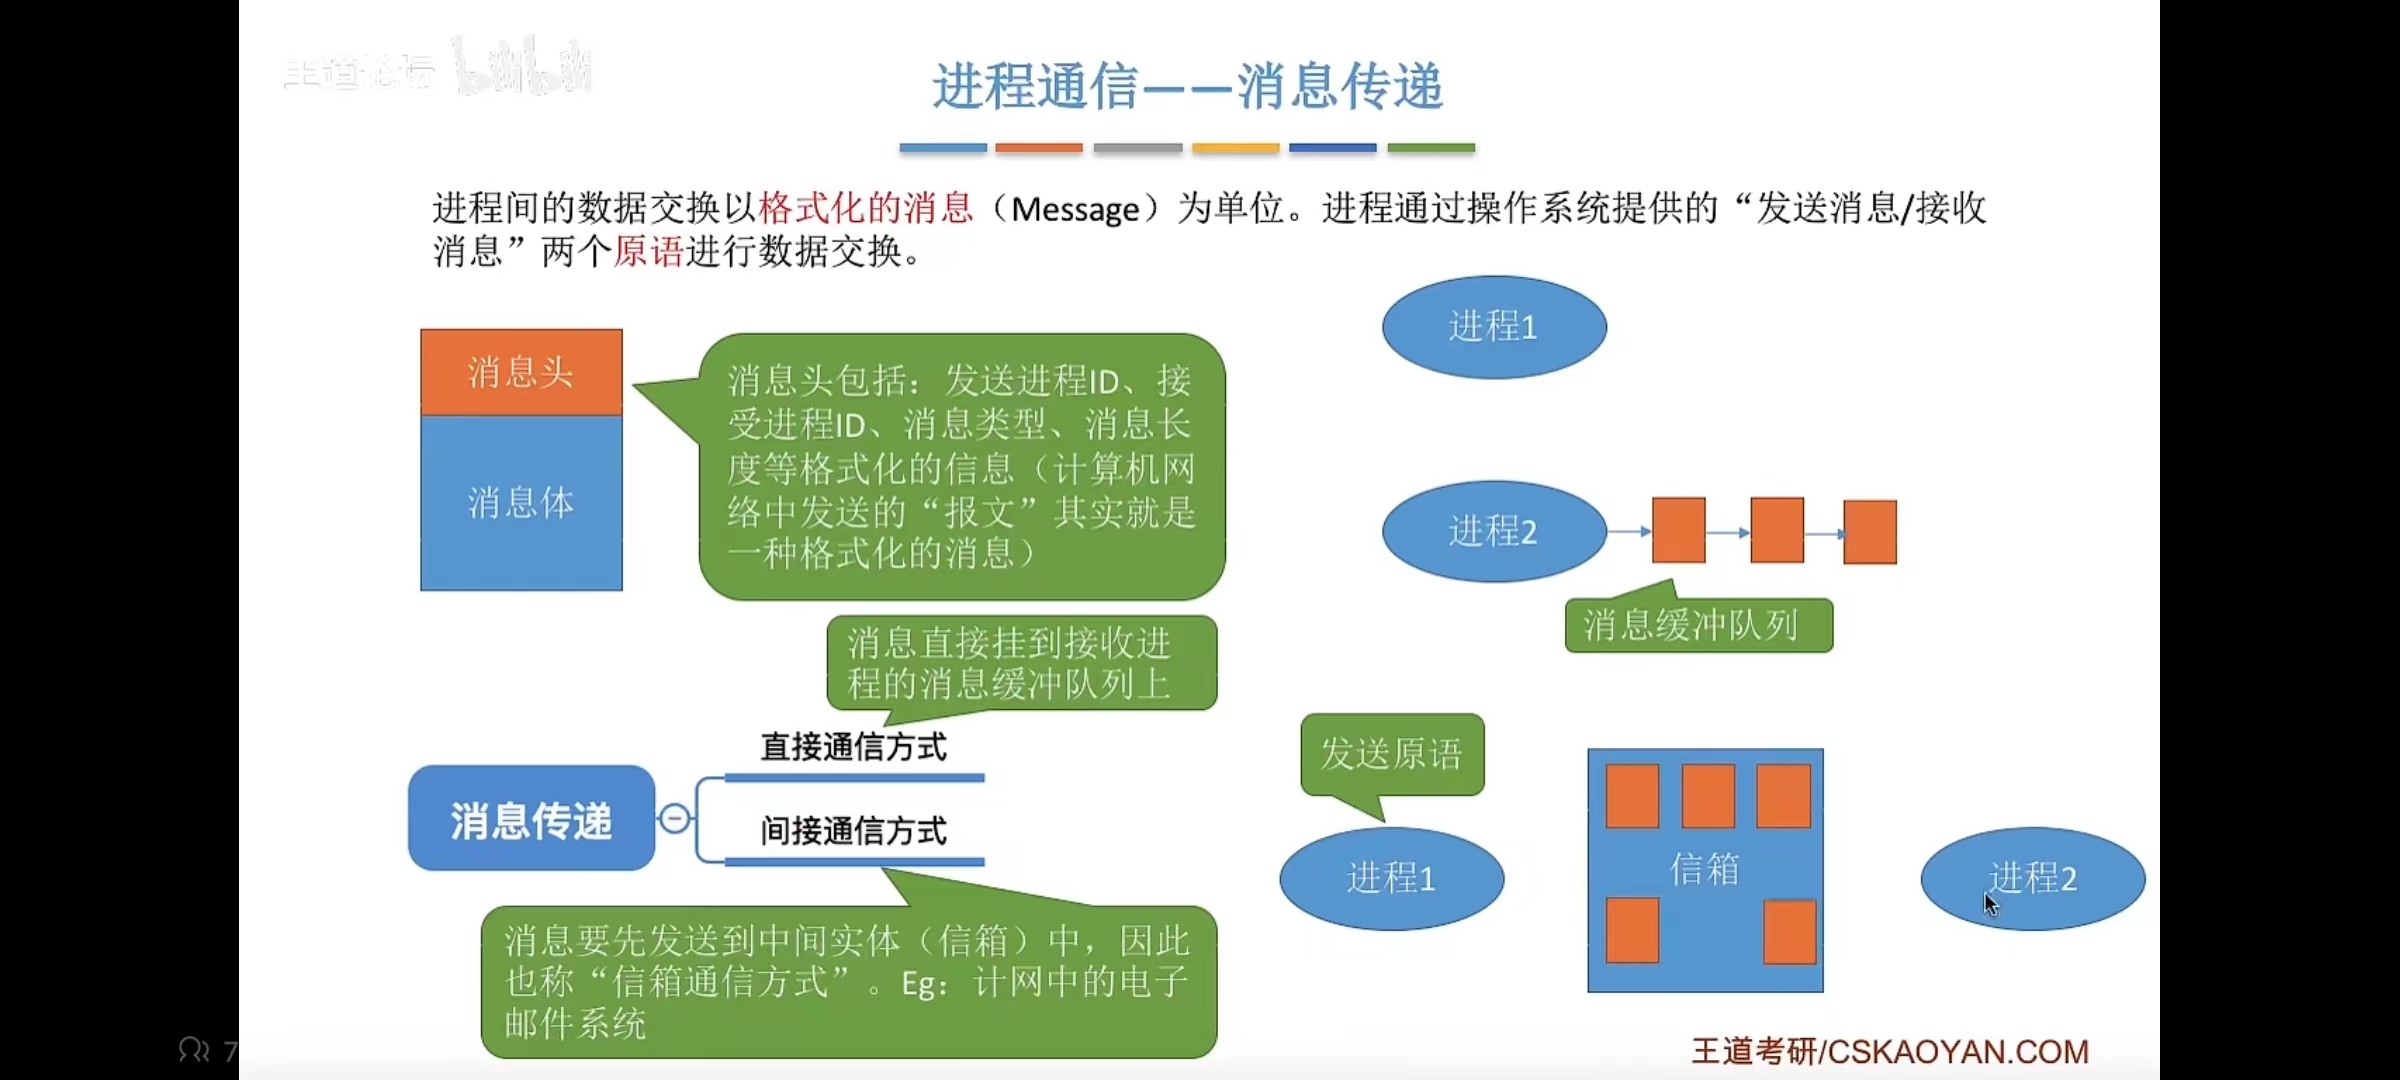 王道论坛 bilibili
进程通信——消息传递
进程间的数据交换以格式化的消息（Message）为单位。进程通过操作系统提供的“发送消息/接收
消息”两个原语进行数据交换。
消息头
消息体
消息头包括：发送进程ID、接
受进程ID、消息类型、消息长
度等格式化的信息（计算机网
络中发送的“报文”其实就是
一种格式化的消息）
进程1
进程2
消息缓冲队列
消息直接挂到接收进
程的消息缓冲队列上
直接通信方式
消息传递
间接通信方式
消息要先发送到中间实体（信箱）中，因此
也称“信箱通信方式”。Eg：计网中的电子
邮件系统
发送原语
进程1
信箱
进程2
王道考研/CSKAOYAN.COM
7